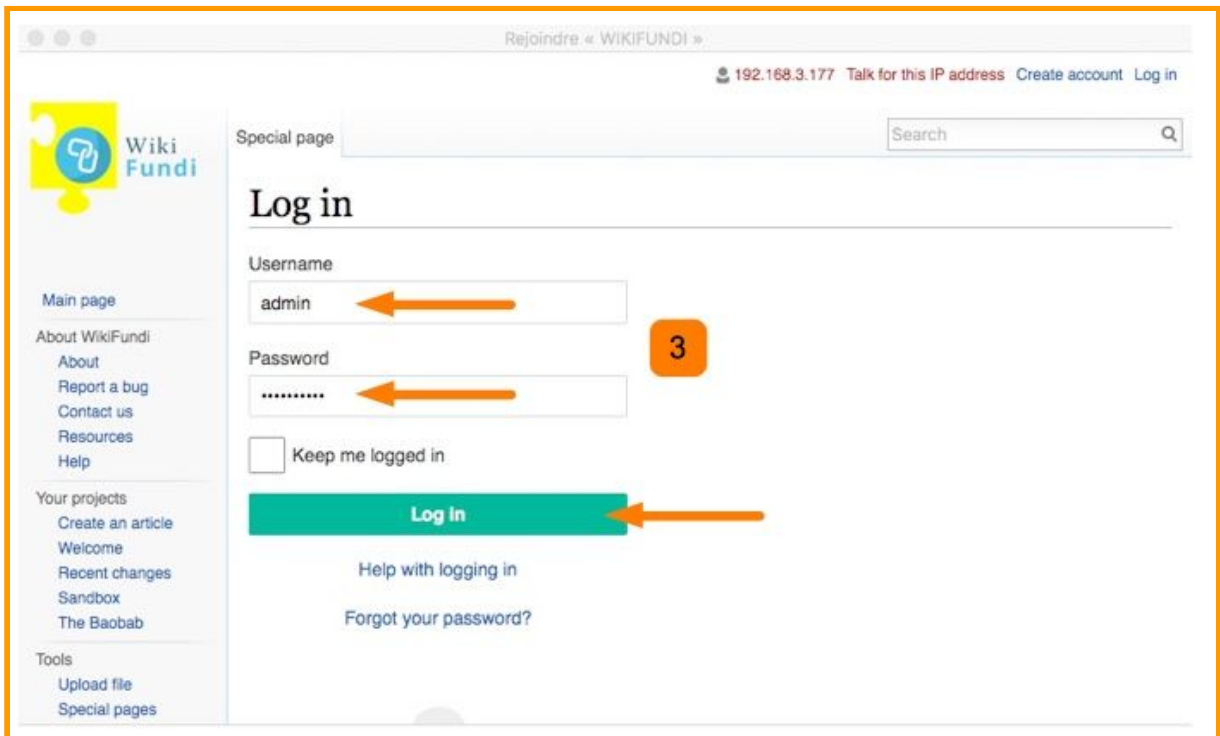 Rejoindre « WIKIFUNDI »
192.168.3.177 Talk for this IP address Create account Log in
Wiki
Fundi
Special page
Search
Log in
Username
admin
3
Password
••••••••••
Keep me logged in
Log in
Help with logging in
Forgot your password?
Main page
About WikiFundi
About
Report a bug
Contact us
Resources
Help
Your projects
Create an article
Welcome
Recent changes
Sandbox
The Baobab
Tools
Upload file
Special pages